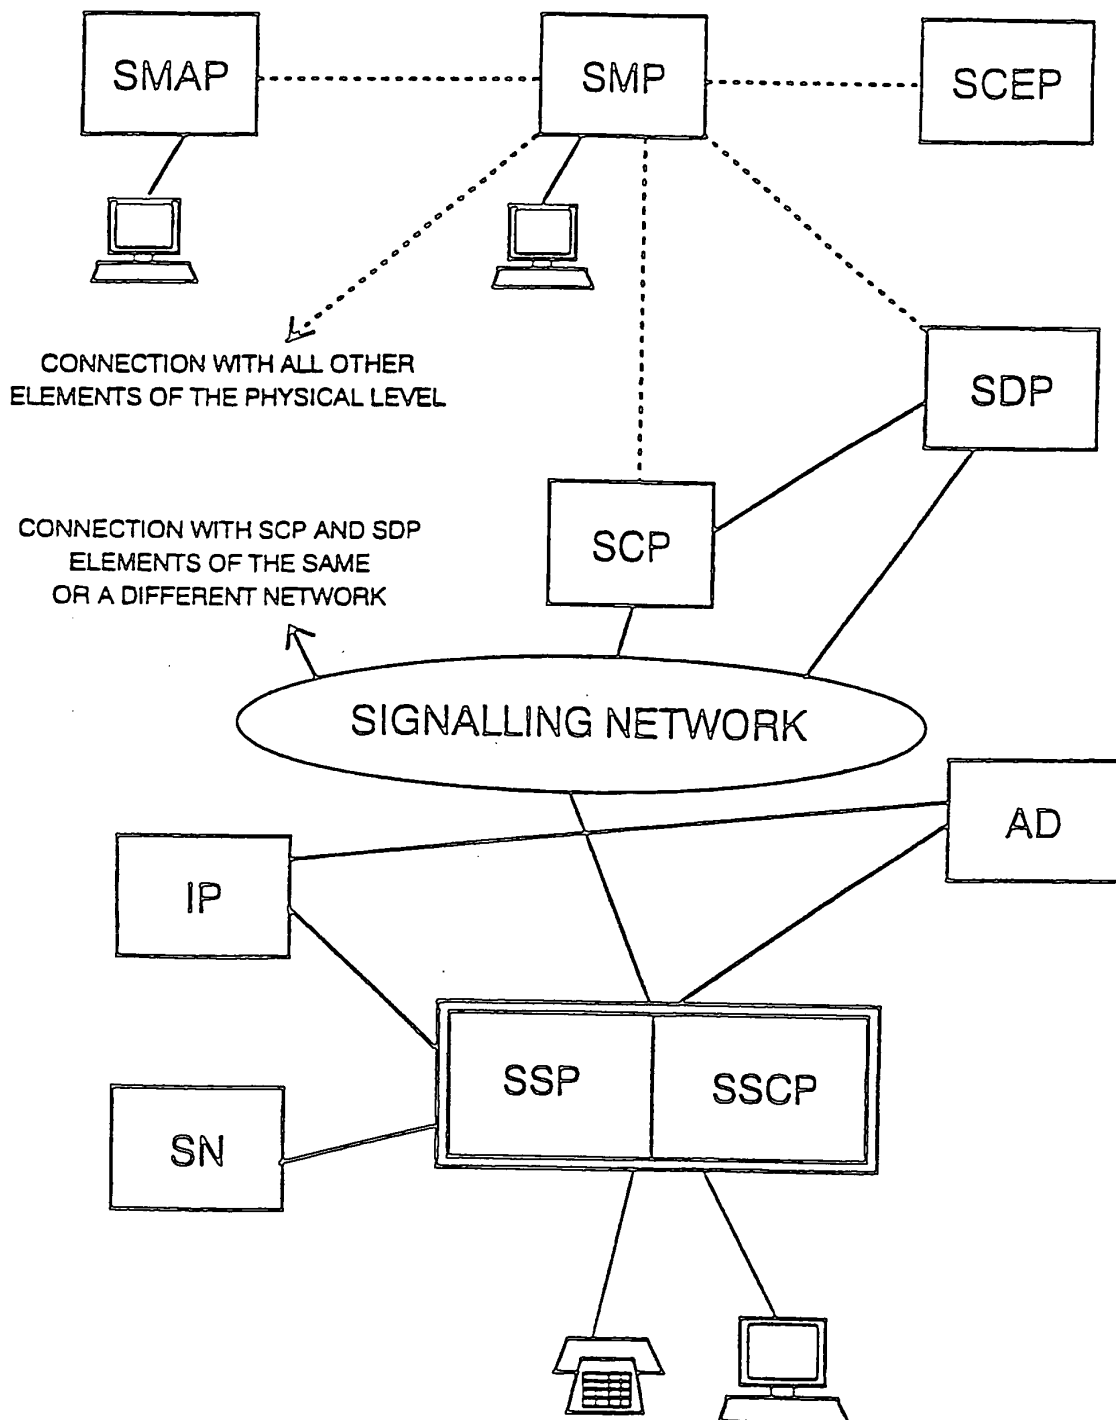 SMAP
SMP
SCEP
CONNECTION WITH ALL OTHER
ELEMENTS OF THE PHYSICAL LEVEL
SDP
CONNECTION WITH SCP AND SDP
ELEMENTS OF THE SAME
OR A DIFFERENT NETWORK
SCP
SIGNALLING NETWORK
AD
IP
SSP
SSCP
SN